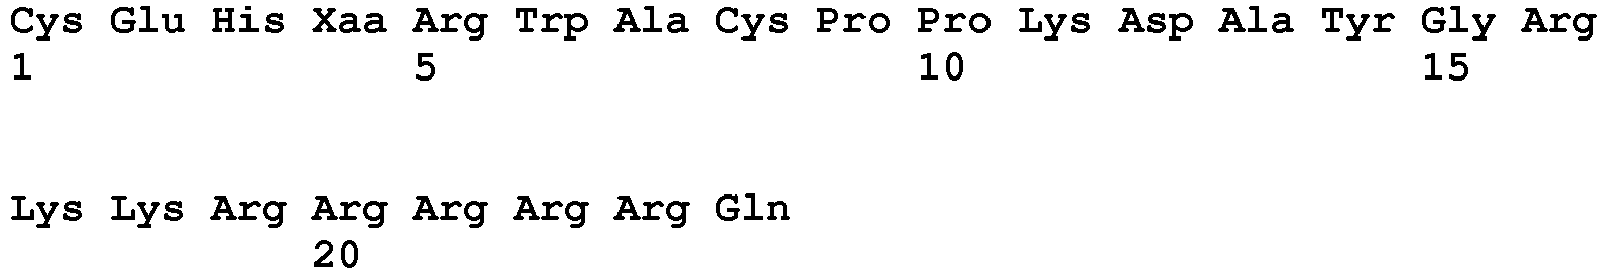 Cys Glu His Xaa Arg Trp Ala Cys Pro Pro Lys Asp Ala Tyr Gly Arg
1 5 10 15
Lys Lys Arg Arg Arg Arg Arg Gln
20